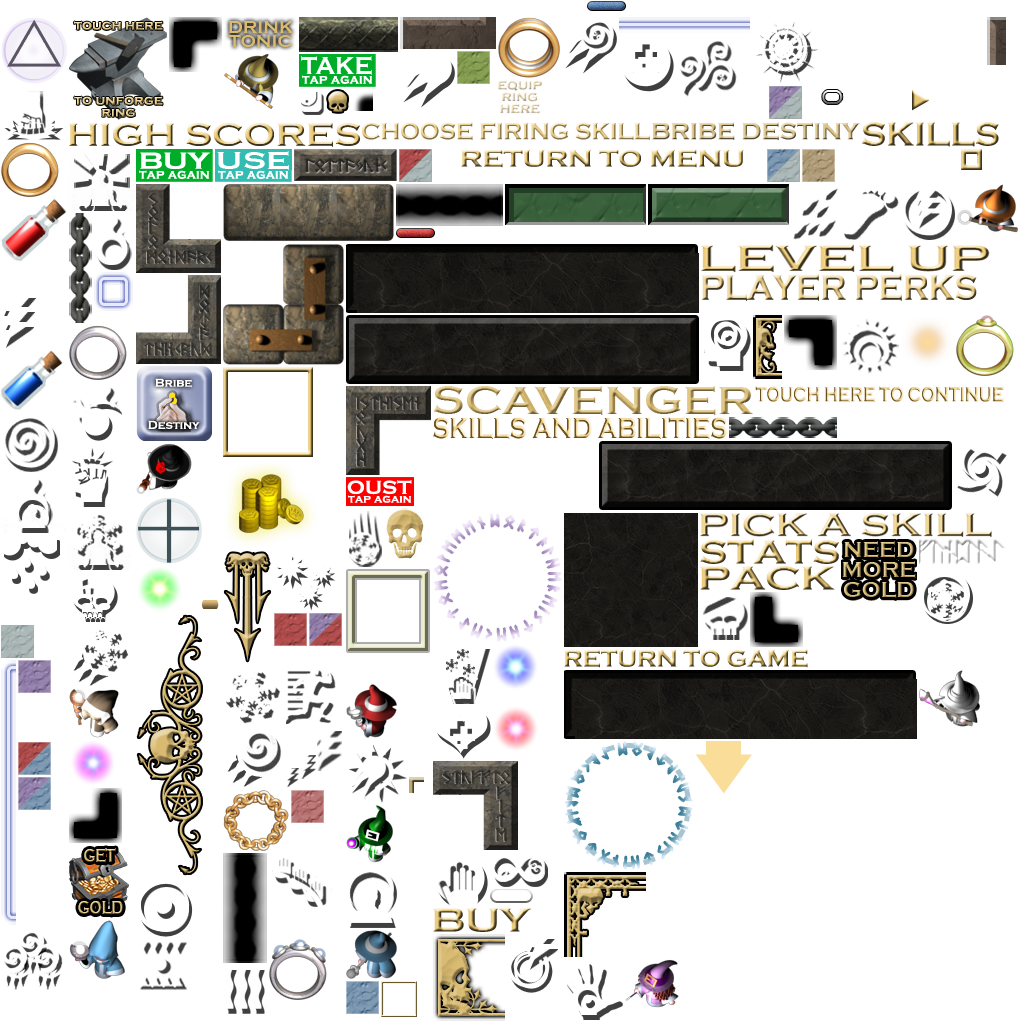 TOUCH HERE
TO UNFORGE
RING
DRINK
TONIC
TAKE
TAP AGAIN
EQUIP
RING
HERE
HIGH SCORES
CHOOSE FIRING SKILL
BRIBE DESTINY
SKILLS
BUY
TAP AGAIN
USE
TAP AGAIN
RETURN TO MENU
LEVEL UP
PLAYER PERKS
BRIBE
DESTINY
SCAVENGER
TOUCH HERE TO CONTINUE
SKILLS AND ABILITIES
OUST
TAP AGAIN
PICK A SKILL
STATS
PACK
NEED
MORE
GOLD
RETURN TO GAME
GET
GOLD
BUY